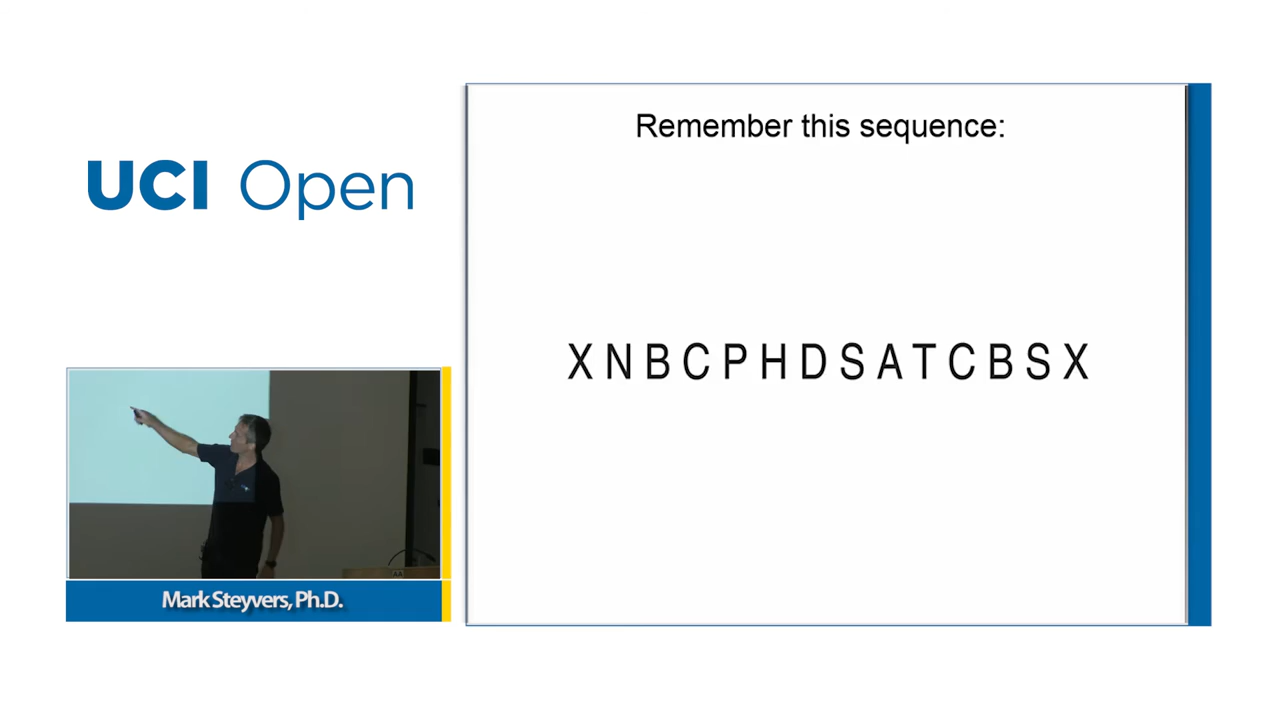 UCI Open
Remember this sequence:
X N B C P H D S A T C B S X
Mark Steyvers, Ph.D.